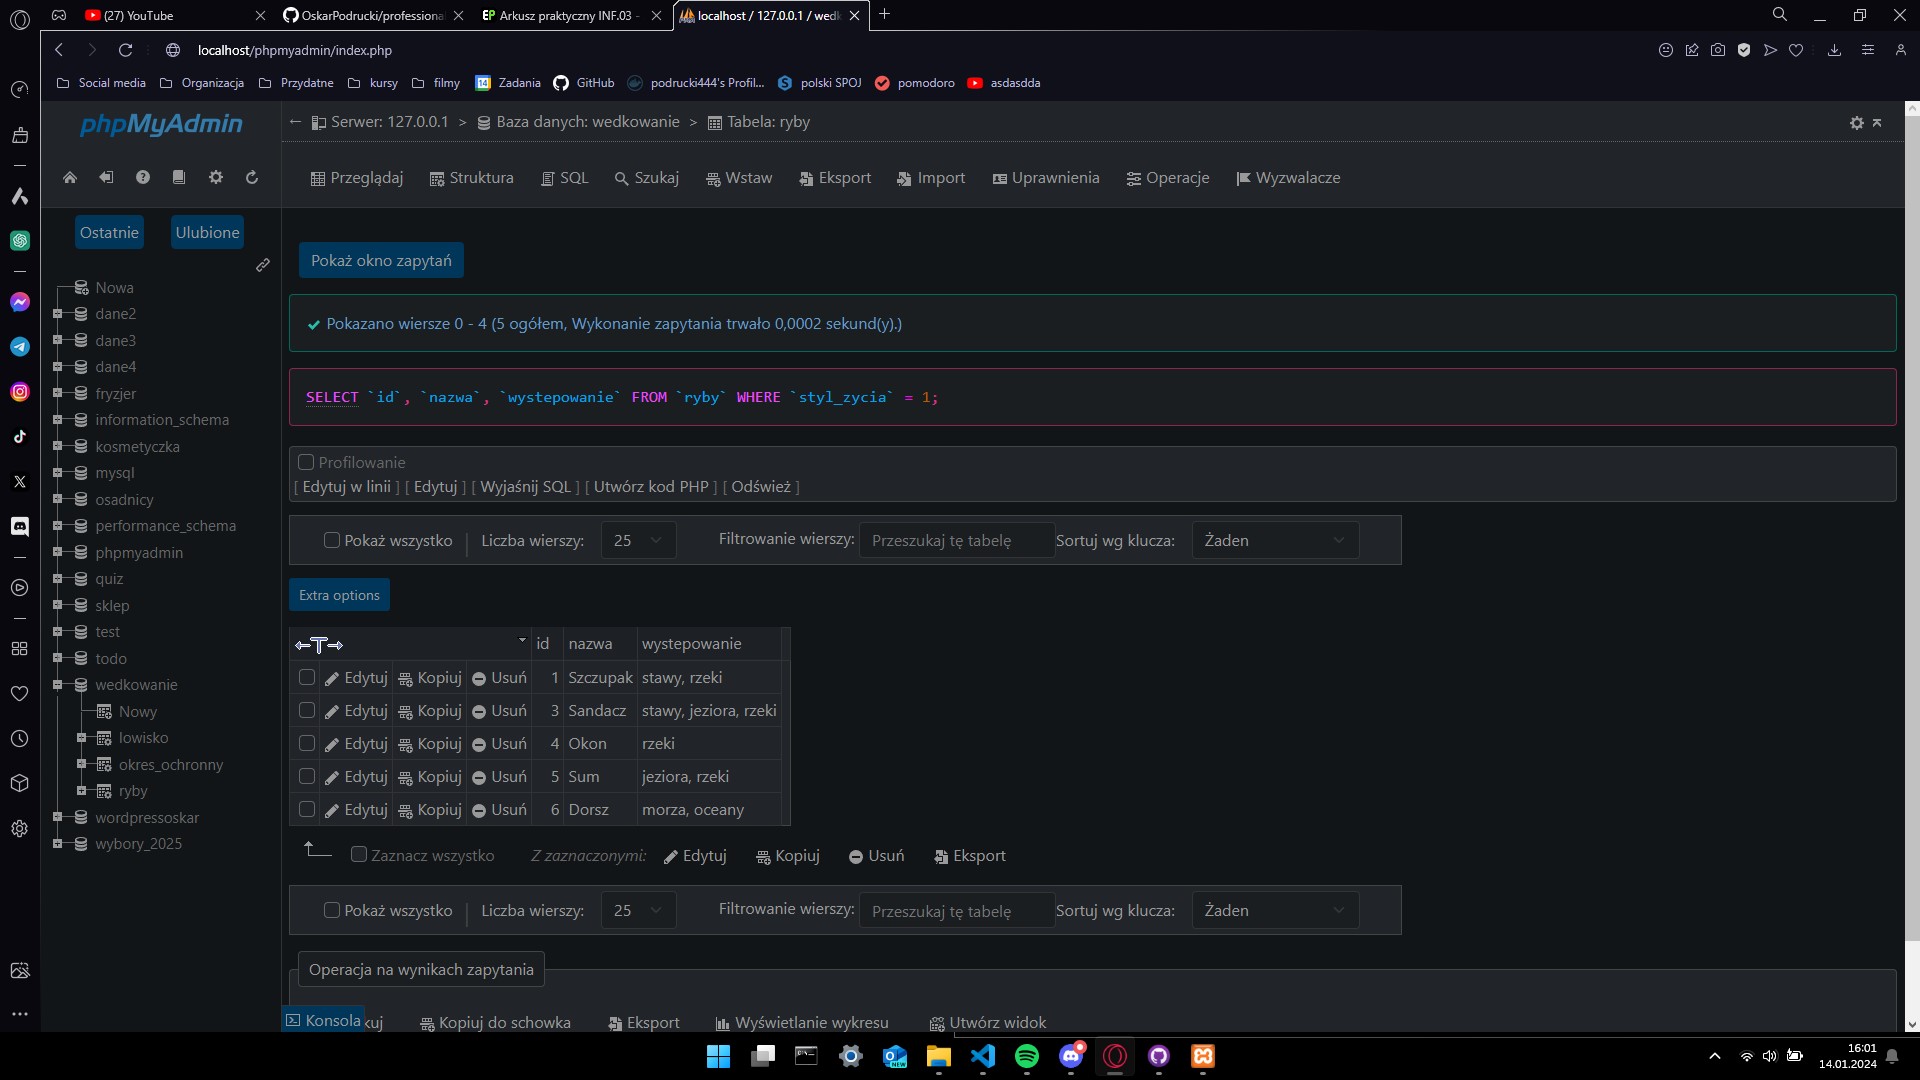 (27) YouTube
OskarPodrucki/professional
Arkusz praktyczny INF.03 -
localhost / 127.0.0.1 / wedk
localhost/phpmyadmin/index.php
Social media Organizacja Przydatne kursy filmy Zadania GitHub podrucki444's Profil... polski SPOJ pomodoro asdasdda
phpMyAdmin
Ostatnie Ulubione
Nowa
dane2
dane3
dane4
fryzjer
information_schema
kosmetyczka
mysql
osadnicy
performance_schema
phpmyadmin
quiz
sklep
test
todo
wedkowanie
Nowy
lowisko
okres_ochronny
ryby
wordpressoskar
wybory_2025
Serwer: 127.0.0.1 > Baza danych: wedkowanie > Tabela: ryby
Przeglądaj Struktura SQL Szukaj Wstaw Eksport Import Uprawnienia Operacje Wyzwalacze
Pokaż okno zapytań
Pokazano wiersze 0 - 4 (5 ogółem, Wykonanie zapytania trwało 0,0002 sekund(y).)
SELECT `id`, `nazwa`, `wystepowanie` FROM `ryby` WHERE `styl_zycia` = 1;
Profilowanie
[ Edytuj w linii ] [ Edytuj ] [ Wyjaśnij SQL ] [ Utwórz kod PHP ] [ Odśwież ]
Pokaż wszystko | Liczba wierszy: 25 Filtrowanie wierszy: Przeszukaj tę tabelę Sortuj wg klucza: Żaden
Extra options
←T→ id nazwa wystepowanie
Edytuj Kopiuj Usuń 1 Szczupak stawy, rzeki
Edytuj Kopiuj Usuń 3 Sandacz stawy, jeziora, rzeki
Edytuj Kopiuj Usuń 4 Okon rzeki
Edytuj Kopiuj Usuń 5 Sum jeziora, rzeki
Edytuj Kopiuj Usuń 6 Dorsz morza, oceany
Zaznacz wszystko Z zaznaczonymi: Edytuj Kopiuj Usuń Eksport
Pokaż wszystko | Liczba wierszy: 25 Filtrowanie wierszy: Przeszukaj tę tabelę Sortuj wg klucza: Żaden
Operacja na wynikach zapytania
Konsola kuj Kopiuj do schowka Eksport Wyświetlanie wykresu Utwórz widok
16:01
14.01.2024